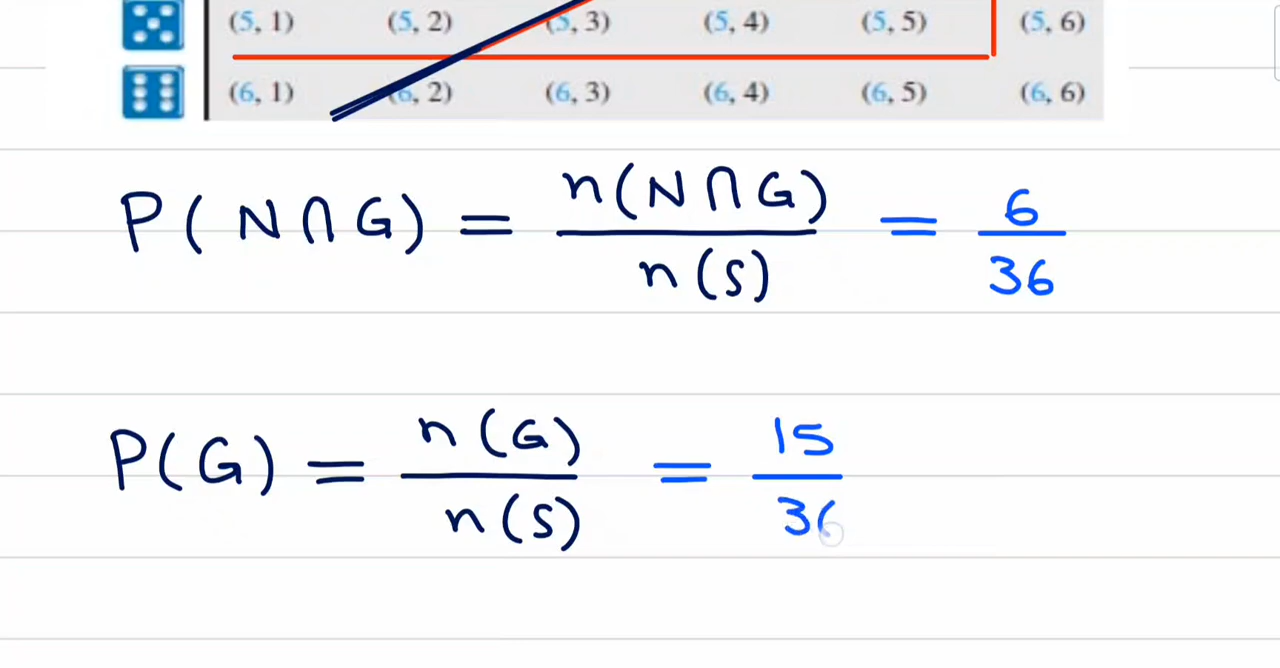 (5, 1) (5, 2) (5, 3) (5, 4) (5, 5) (5, 6)
(6, 1) (6, 2) (6, 3) (6, 4) (6, 5) (6, 6)
P(N∩G) = n(N∩G)/n(S) = 6/36
P(G) = n(G)/n(S) = 15/36